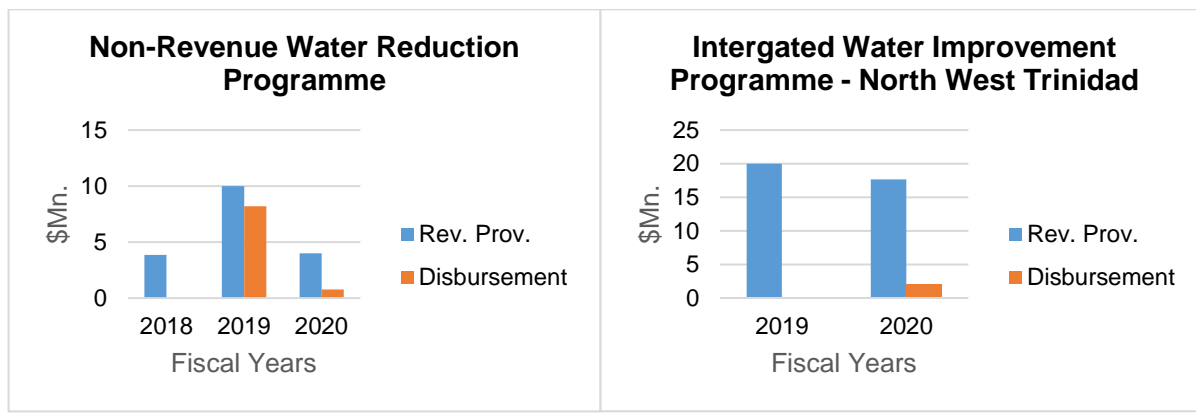 Non-Revenue Water Reduction
Programme
15
10
5
0
$Mn.
2018 2019 2020
Fiscal Years
Rev. Prov.
Disbursement
Intergated Water Improvement
Programme - North West Trinidad
25
20
15
10
5
0
$Mn.
2019 2020
Fiscal Years
Rev. Prov.
Disbursement